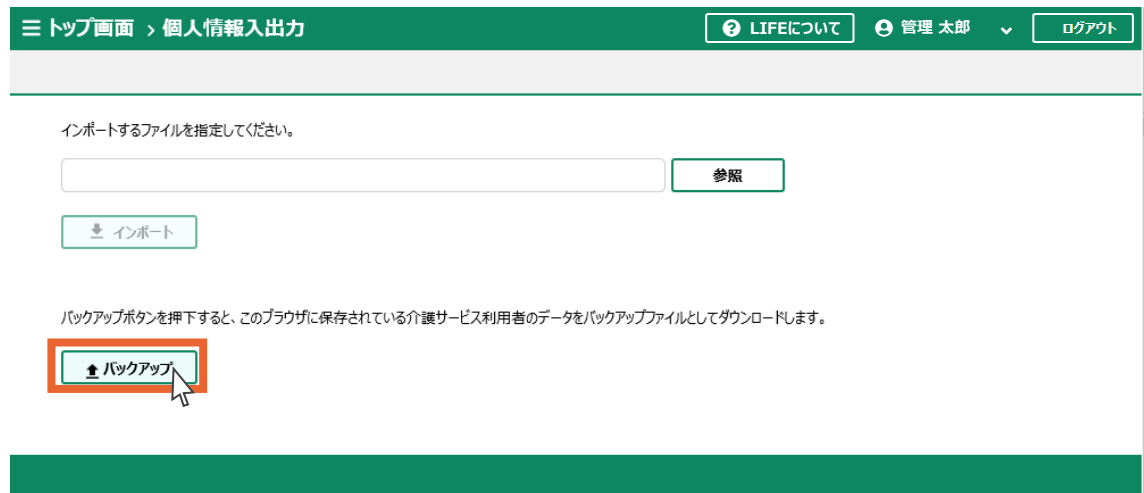 トップ画面 > 個人情報入出力 LIFEについて 管理 太郎 ログアウト
インポートするファイルを指定してください。
参照
インポート
バックアップボタンを押下すると、このブラウザに保存されている介護サービス利用者のデータをバックアップファイルとしてダウンロードします。
バックアップ